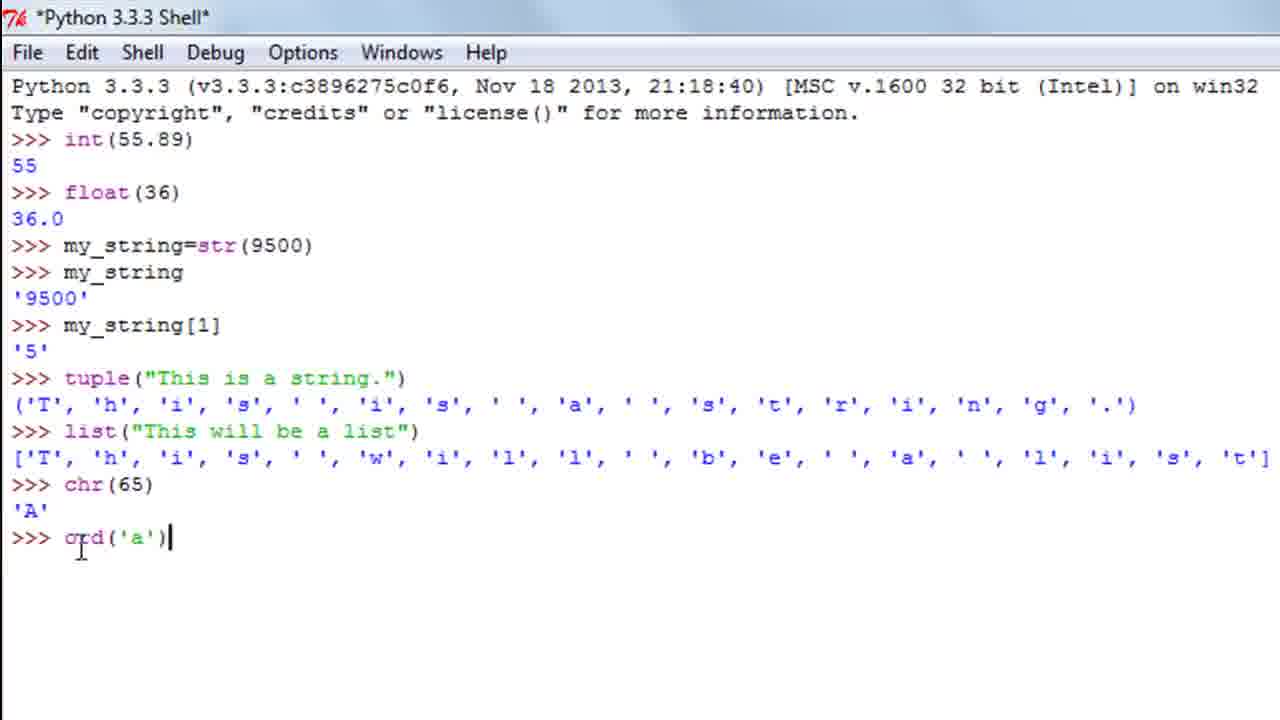 *Python 3.3.3 Shell*
File Edit Shell Debug Options Windows Help
Python 3.3.3 (v3.3.3:c3896275c0f6, Nov 18 2013, 21:18:40) [MSC v.1600 32 bit (Intel)] on win32
Type "copyright", "credits" or "license()" for more information.
>>> int(55.89)
55
>>> float(36)
36.0
>>> my_string=str(9500)
>>> my_string
'9500'
>>> my_string[1]
'5'
>>> tuple("This is a string.")
('T', 'h', 'i', 's', ' ', 'i', 's', ' ', 'a', ' ', 's', 't', 'r', 'i', 'n', 'g', '.')
>>> list("This will be a list")
['T', 'h', 'i', 's', ' ', 'w', 'i', 'l', 'l', ' ', 'b', 'e', ' ', 'a', ' ', 'l', 'i', 's', 't']
>>> chr(65)
'A'
>>> ord('a')